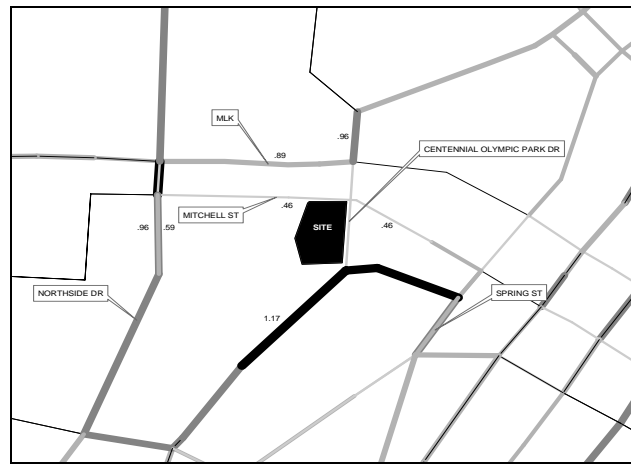 MLK
.89
.96
CENTENNIAL OLYMPIC PARK DR
MITCHELL ST
.46
SITE
.46
.96
.59
NORTHSIDE DR
SPRING ST
1.17